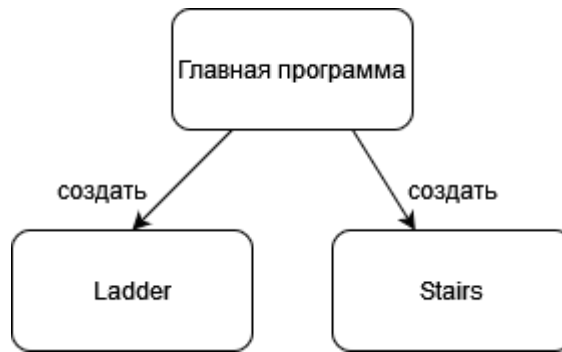 Главная программа
создать
создать
Ladder
Stairs